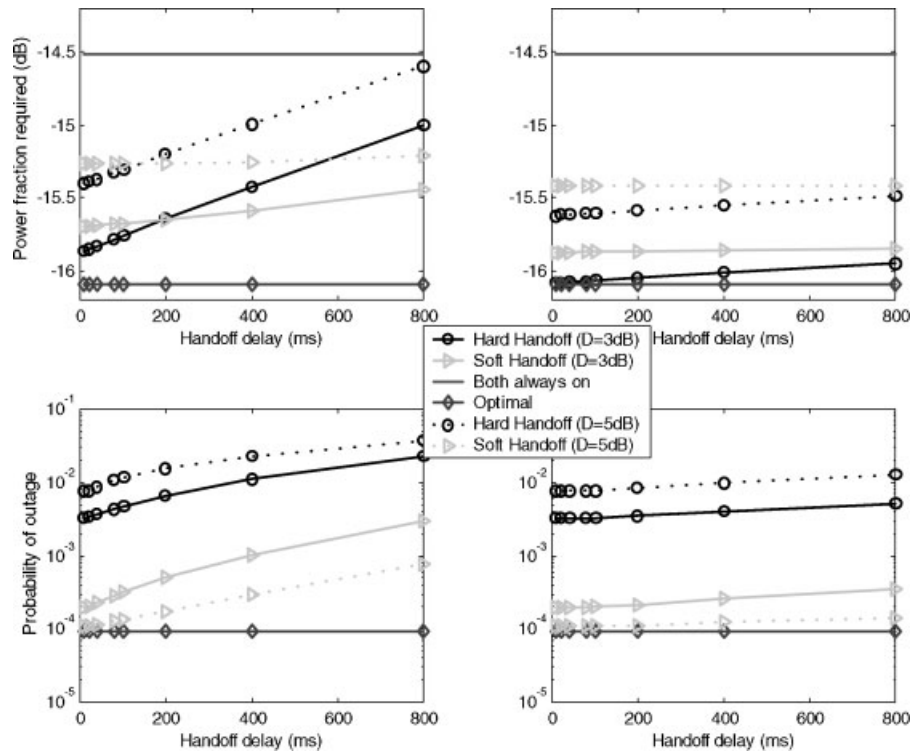 Power fraction required (dB)
-14.5
-15
-15.5
-16
0 200 400 600 800
Handoff delay (ms)
-14.5
-15
-15.5
-16
0 200 400 600 800
Handoff delay (ms)
Hard Handoff (D=3dB)
Soft Handoff (D=3dB)
Both always on
Optimal
Hard Handoff (D=5dB)
Soft Handoff (D=5dB)
Probability of outage
10-1
10-2
10-3
10-4
10-5
0 200 400 600 800
Handoff delay (ms)
10-2
10-3
10-4
10-5
0 200 400 600 800
Handoff delay (ms)